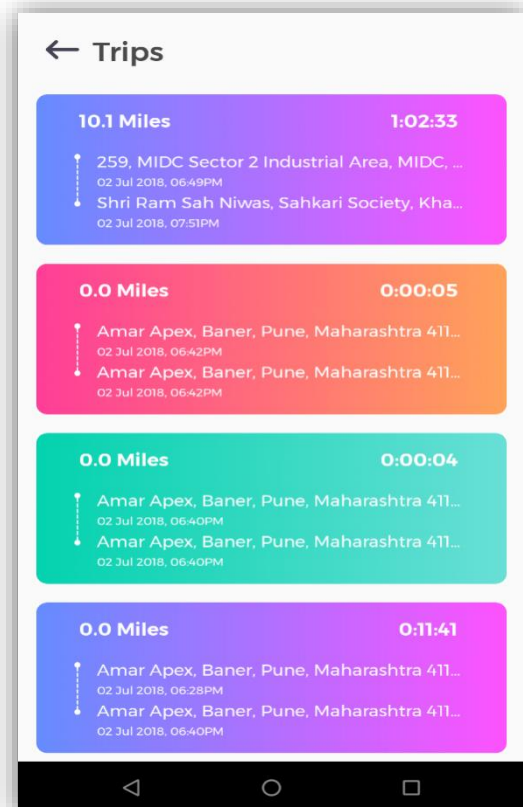 Trips
10.1 Miles 1:02:33
259, MIDC Sector 2 Industrial Area, MIDC, ...
02 Jul 2018, 06:49PM
Shri Ram Sah Niwas, Sahkari Society, Kha...
02 Jul 2018, 07:51PM
0.0 Miles 0:00:05
Amar Apex, Baner, Pune, Maharashtra 411...
02 Jul 2018, 06:42PM
Amar Apex, Baner, Pune, Maharashtra 411...
02 Jul 2018, 06:42PM
0.0 Miles 0:00:04
Amar Apex, Baner, Pune, Maharashtra 411...
02 Jul 2018, 06:40PM
Amar Apex, Baner, Pune, Maharashtra 411...
02 Jul 2018, 06:40PM
0.0 Miles 0:11:41
Amar Apex, Baner, Pune, Maharashtra 411...
02 Jul 2018, 06:28PM
Amar Apex, Baner, Pune, Maharashtra 411...
02 Jul 2018, 06:40PM